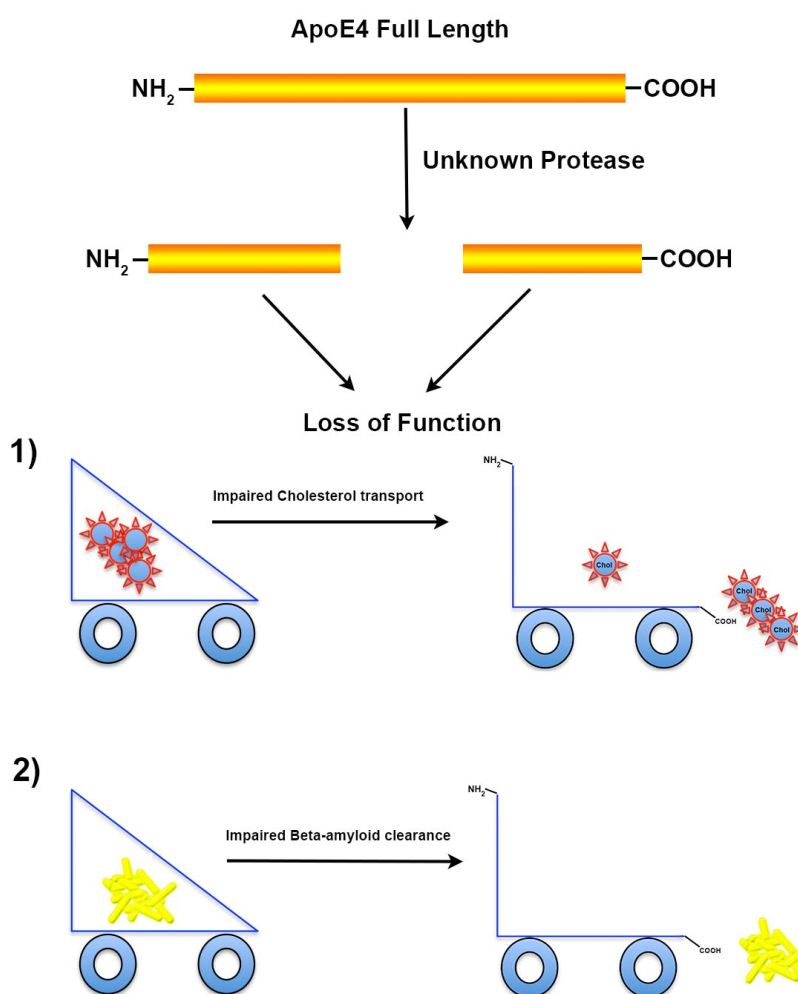 ApoE4 Full Length
NH2 COOH
Unknown Protease
NH2 COOH
Loss of Function
1)
NH2
Impaired Cholesterol transport
Chol
Chol
Chol
Chol
COOH
2)
NH2
Impaired Beta-amyloid clearance
COOH